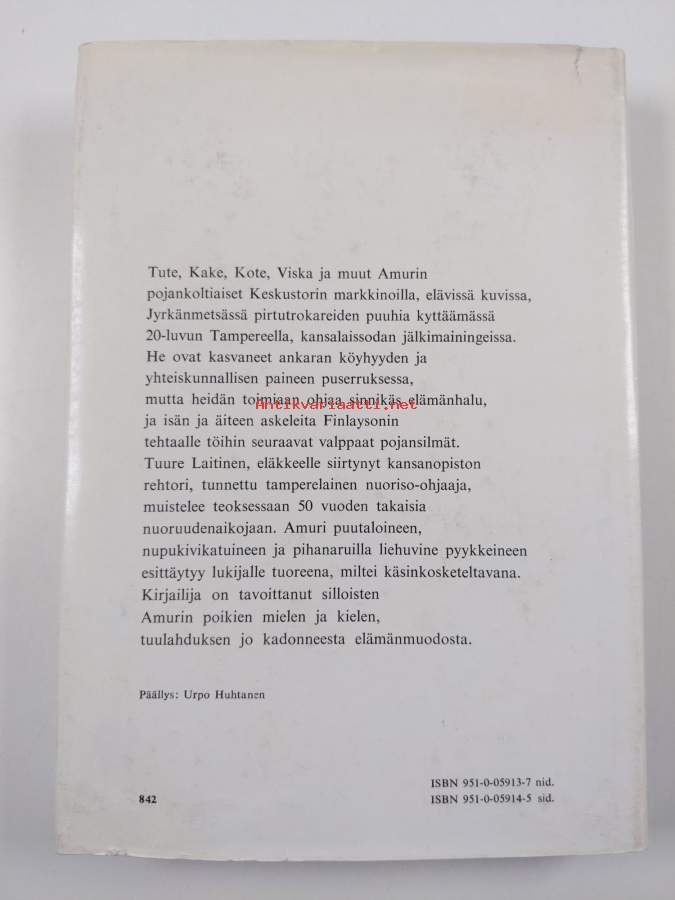 Tute, Kake, Kote, Viska ja muut Amurin
pojankoltiaiset Keskustorin markkinoilla, elävissä kuvissa,
Jyrkänmetsässä pirtutrokareiden puuhia kyttäämässä
20-luvun Tampereella, kansalaissodan jälkimainingeissa.
He ovat kasvaneet ankaran köyhyyden ja
yhteiskunnallisen paineen puserruksessa,
mutta heidän toimiaan ohjaa sinnikäs elämänhalu,
Antikvariaatti.net
ja isän ja äiteen askeleita Finlaysonin
tehtaalle töihin seuraavat valppaat pojansilmät.
Tuure Laitinen, eläkkeelle siirtynyt kansanopiston
rehtori, tunnettu tamperelainen nuoriso-ohjaaja,
muistelee teoksessaan 50 vuoden takaisia
nuoruudenaikojaan. Amuri puutaloineen,
nupukivikatuineen ja pihanaruilla liehuvine pyykkeineen
esittäytyy lukijalle tuoreena, miltei käsinkosketeltavana.
Kirjailija on tavoittanut silloisten
Amurin poikien mielen ja kielen,
tuulahduksen jo kadonneesta elämänmuodosta.
Päällys: Urpo Huhtanen
ISBN 951-0-05913-7 nid.
842 ISBN 951-0-05914-5 sid.